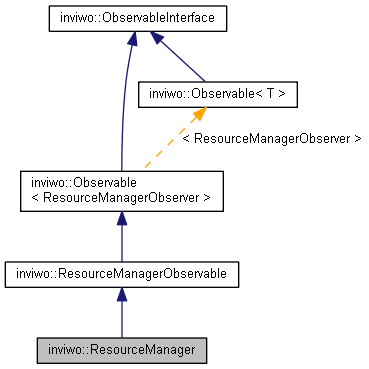 inviwo::ObservableInterface
inviwo::Observable< T >
< ResourceManagerObserver >
inviwo::Observable
< ResourceManagerObserver >
inviwo::ResourceManagerObservable
inviwo::ResourceManager